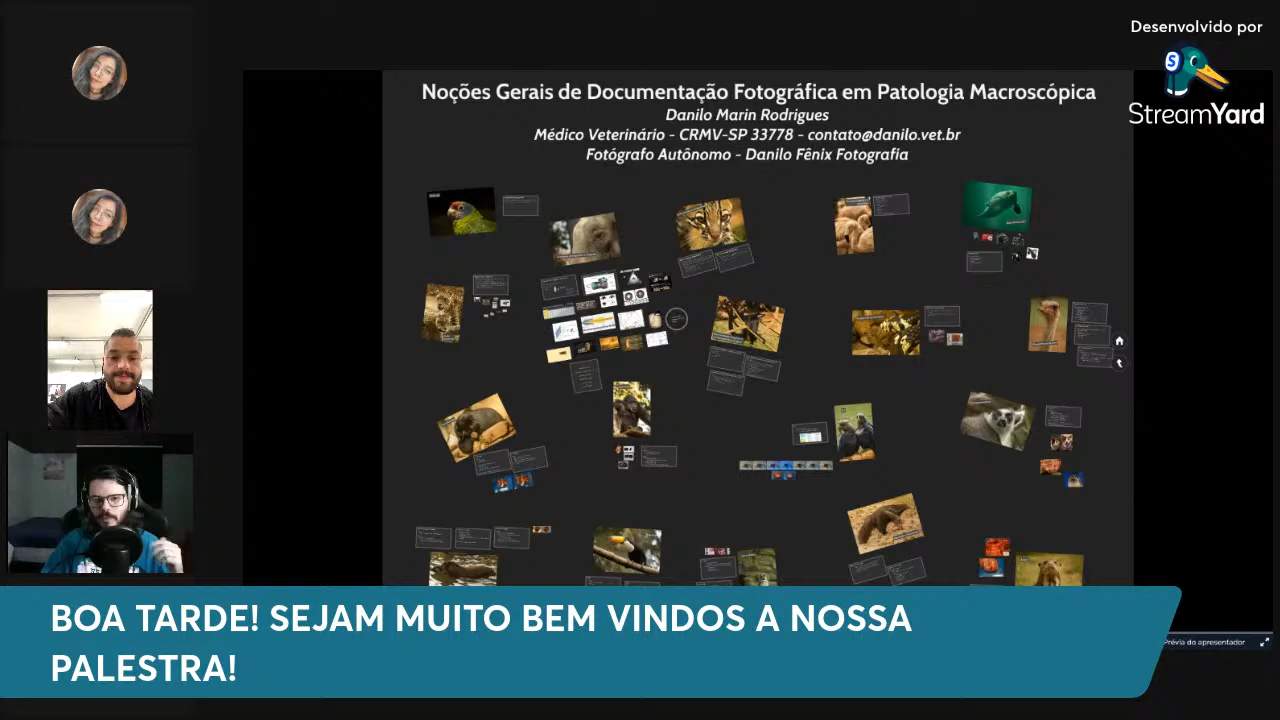 Desenvolvido por
StreamYard
Noções Gerais de Documentação Fotográfica em Patologia Macroscópica
Danilo Marin Rodrigues
Médico Veterinário - CRMV-SP 33778 - contato@danilo.vet.br
Fotógrafo Autônomo - Danilo Fênix Fotografia
Prévia do apresentador
BOA TARDE! SEJAM MUITO BEM VINDOS A NOSSA
PALESTRA!